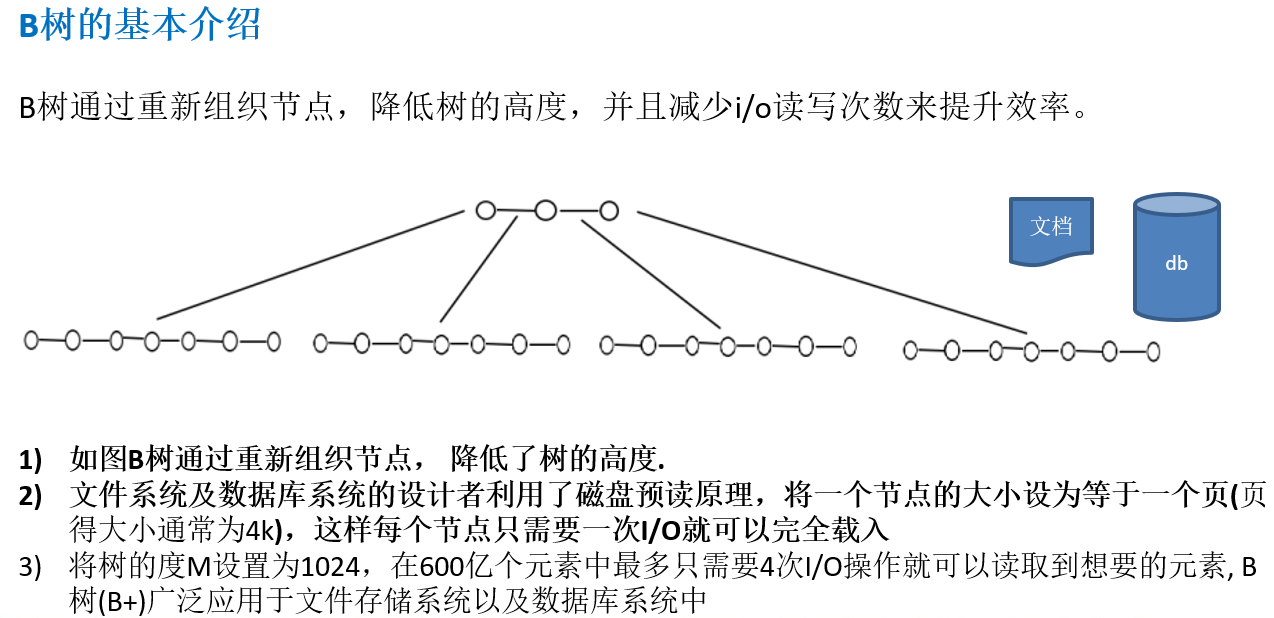 B树的基本介绍
B树通过重新组织节点，降低树的高度，并且减少i/o读写次数来提升效率。
文档
db
1) 如图B树通过重新组织节点， 降低了树的高度.
2) 文件系统及数据库系统的设计者利用了磁盘预读原理，将一个节点的大小设为等于一个页(页
得大小通常为4k)，这样每个节点只需要一次I/O就可以完全载入
3) 将树的度M设置为1024，在600亿个元素中最多只需要4次I/O操作就可以读取到想要的元素, B
树(B+)广泛应用于文件存储系统以及数据库系统中